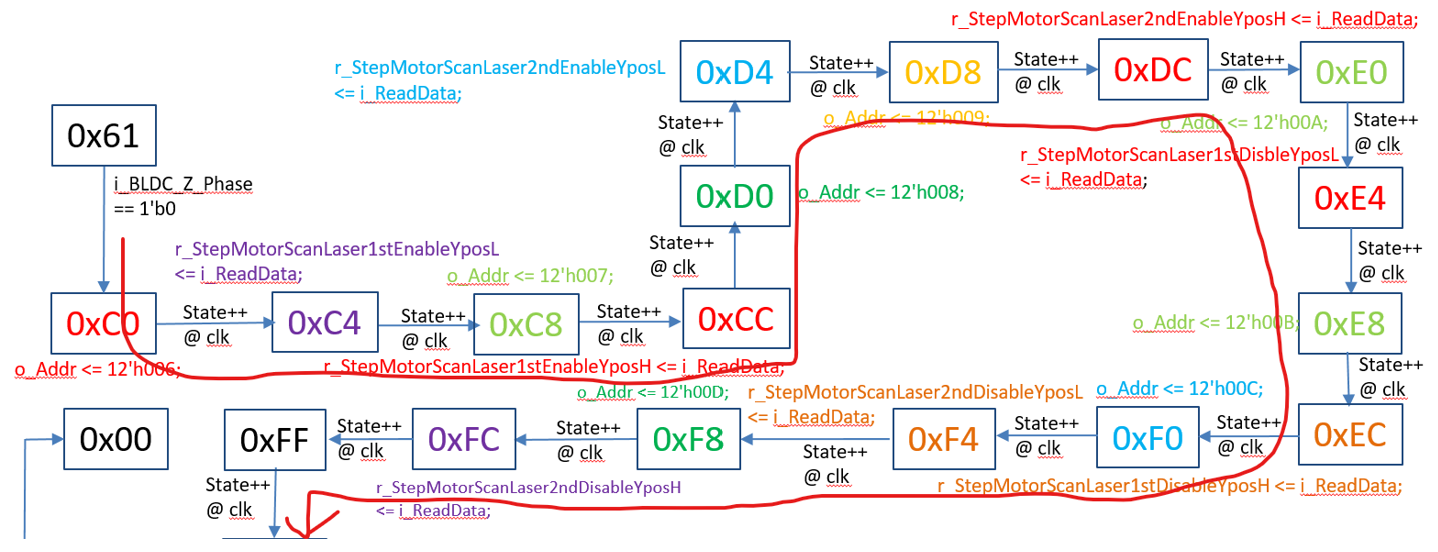 r_StepMotorScanLaser2ndEnableYposH <= i_ReadData;
r_StepMotorScanLaser2ndEnableYposL
<= i_ReadData;
0xD4
State++
@ clk
0xD8
State++
@ clk
0xDC
State++
@ clk
0xE0
0x61
State++
@ clk
o_Addr <= 12'h009;
o_Addr <= 12'h00A;
State++
@ clk
r_StepMotorScanLaser1stDisbleYposL
<= i_ReadData;
i_BLDC_Z_Phase
== 1'b0
0xD0
o_Addr <= 12'h008;
0xE4
r_StepMotorScanLaser1stEnableYposL
<= i_ReadData;
o_Addr <= 12'h007;
State++
@ clk
State++
@ clk
0xC0
State++
@ clk
0xC4
State++
@ clk
0xC8
State++
@ clk
0xCC
o_Addr <= 12'h00B;
0xE8
o_Addr <= 12'h006;
r_StepMotorScanLaser1stEnableYposH <= i_ReadData;
State++
@ clk
o_Addr <= 12'h00D;
r_StepMotorScanLaser2ndDisableYposL
<= i_ReadData;
o_Addr <= 12'h00C;
0x00
0xFF
State++
@ clk
0xFC
State++
@ clk
0xF8
State++
@ clk
0xF4
State++
@ clk
0xF0
State++
@ clk
0xEC
State++
@ clk
r_StepMotorScanLaser2ndDisableYposH
<= i_ReadData;
r_StepMotorScanLaser1stDisableYposH <= i_ReadData;